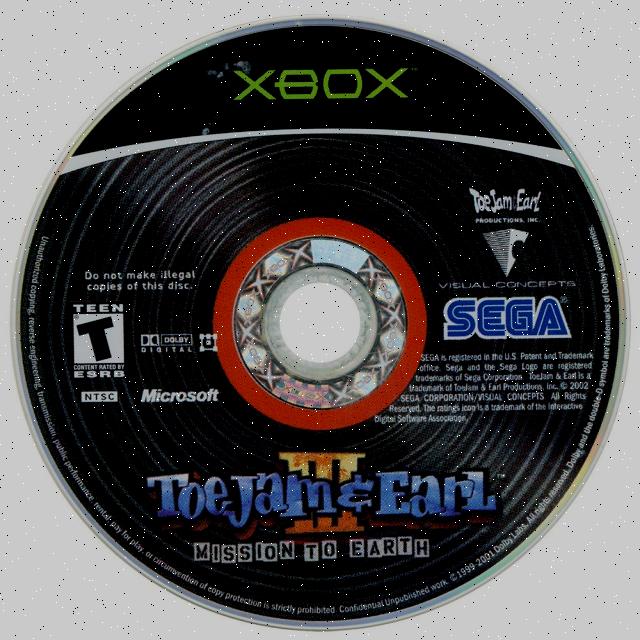 XBOX
ToeJam & Earl
PRODUCTIONS, INC.
VISUAL CONCEPTS
SEGA®
Do not make illegal
copies of this disc.
TEEN
T
CONTENT RATED BY
ESRB
DOLBY
DIGITAL
NTSC
Microsoft
SEGA is registered in the U.S. Patent and Trademark
office. Sega and the Sega Logo are registered
trademarks of Sega Corporation. ToeJam & Earl is a
trademark of ToeJam & Earl Productions, Inc. © 2002
SEGA CORPORATION/VISUAL CONCEPTS All Rights
Reserved. The ratings icon is a trademark of the Interactive
Digital Software Association.
III
ToeJam & Earl
MISSION TO EARTH
Unauthorized copying, reverse engineering, transmission, public performance, rental, pay for play, or circumvention of copy protection is strictly prohibited.
Confidential Unpublished work ©1999-2001 Dolby Labs. All rights reserved. Dolby and the double-D symbol are trademarks of Dolby Laboratories.